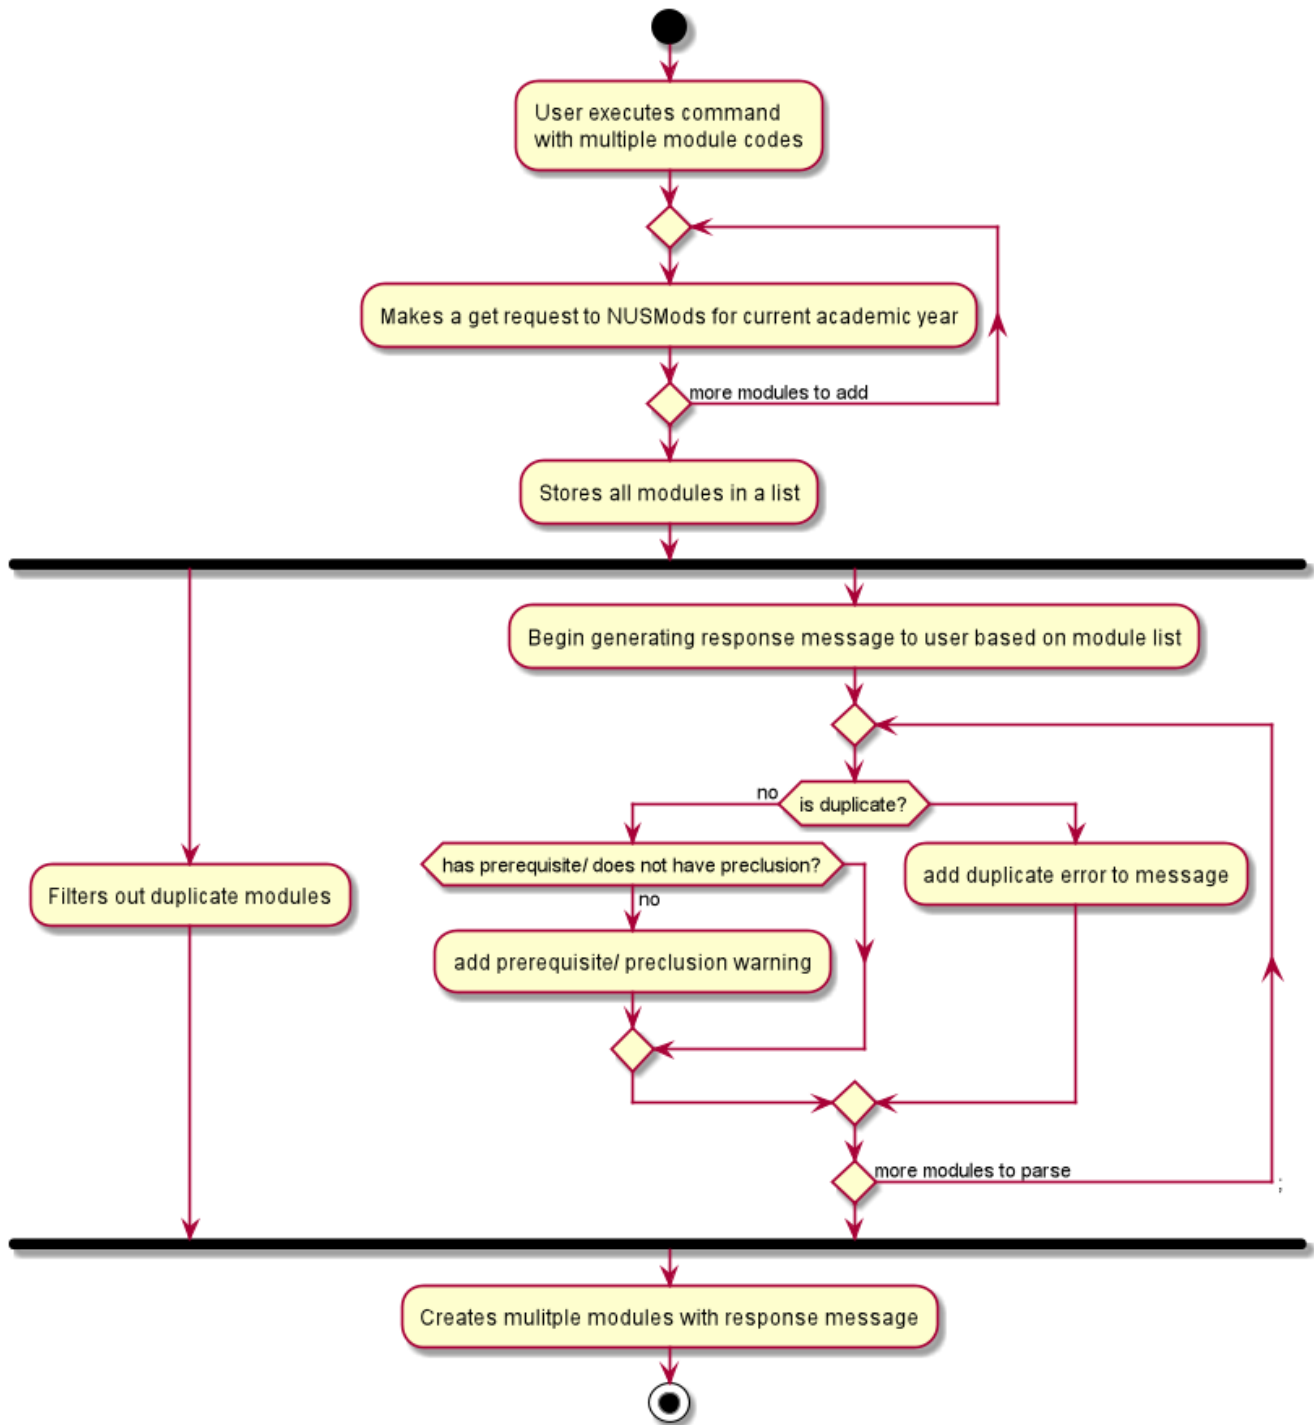 User executes command
with multiple module codes
Makes a get request to NUSMods for current academic year
more modules to add
Stores all modules in a list
Begin generating response message to user based on module list
no
is duplicate?
has prerequisite/ does not have preclusion?
add duplicate error to message
Filters out duplicate modules
no
add prerequisite/ preclusion warning
more modules to parse
;
Creates mulitple modules with response message